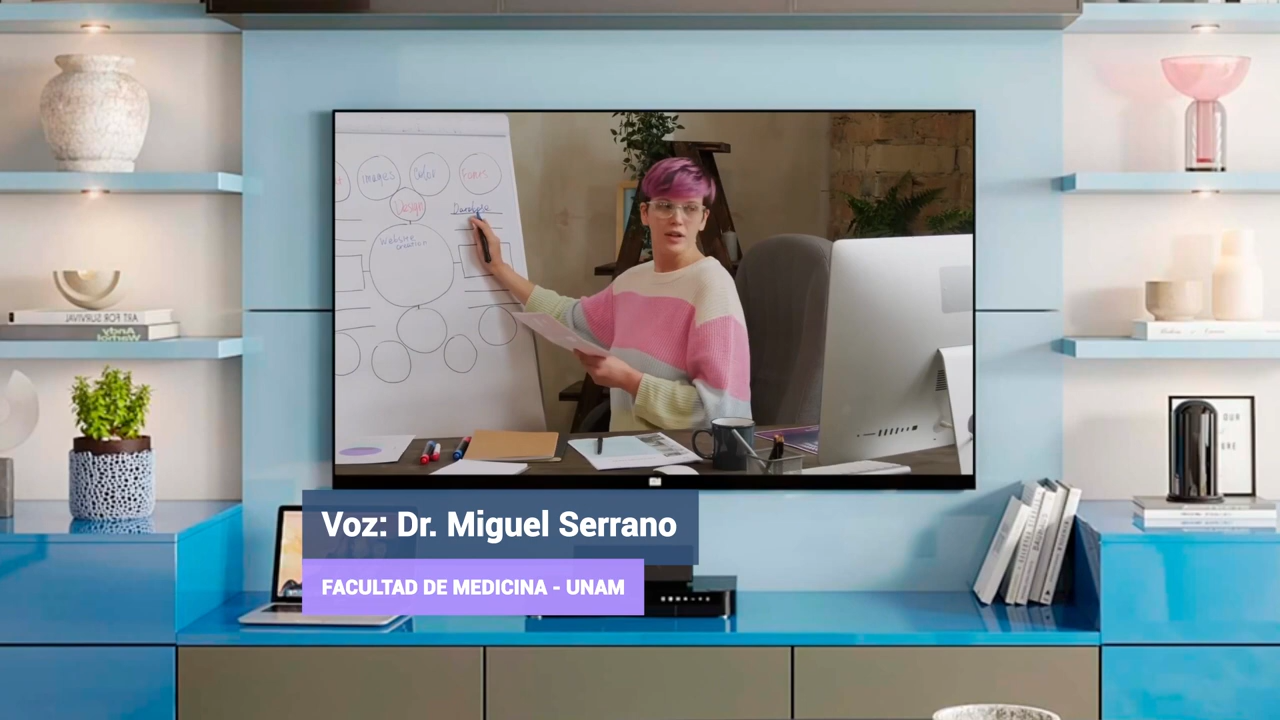 Images
Color
Fonts
Design
Website
creation
ART FOR SURVIVAL
Andy
Warhol
OUR
Voz: Dr. Miguel Serrano
FACULTAD DE MEDICINA - UNAM